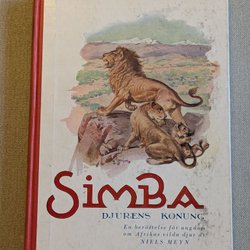 SiMBA
DJURENS KONUNG
En berättelse för ungdom
om Afrikas vilda djur av
NIELS MEYN